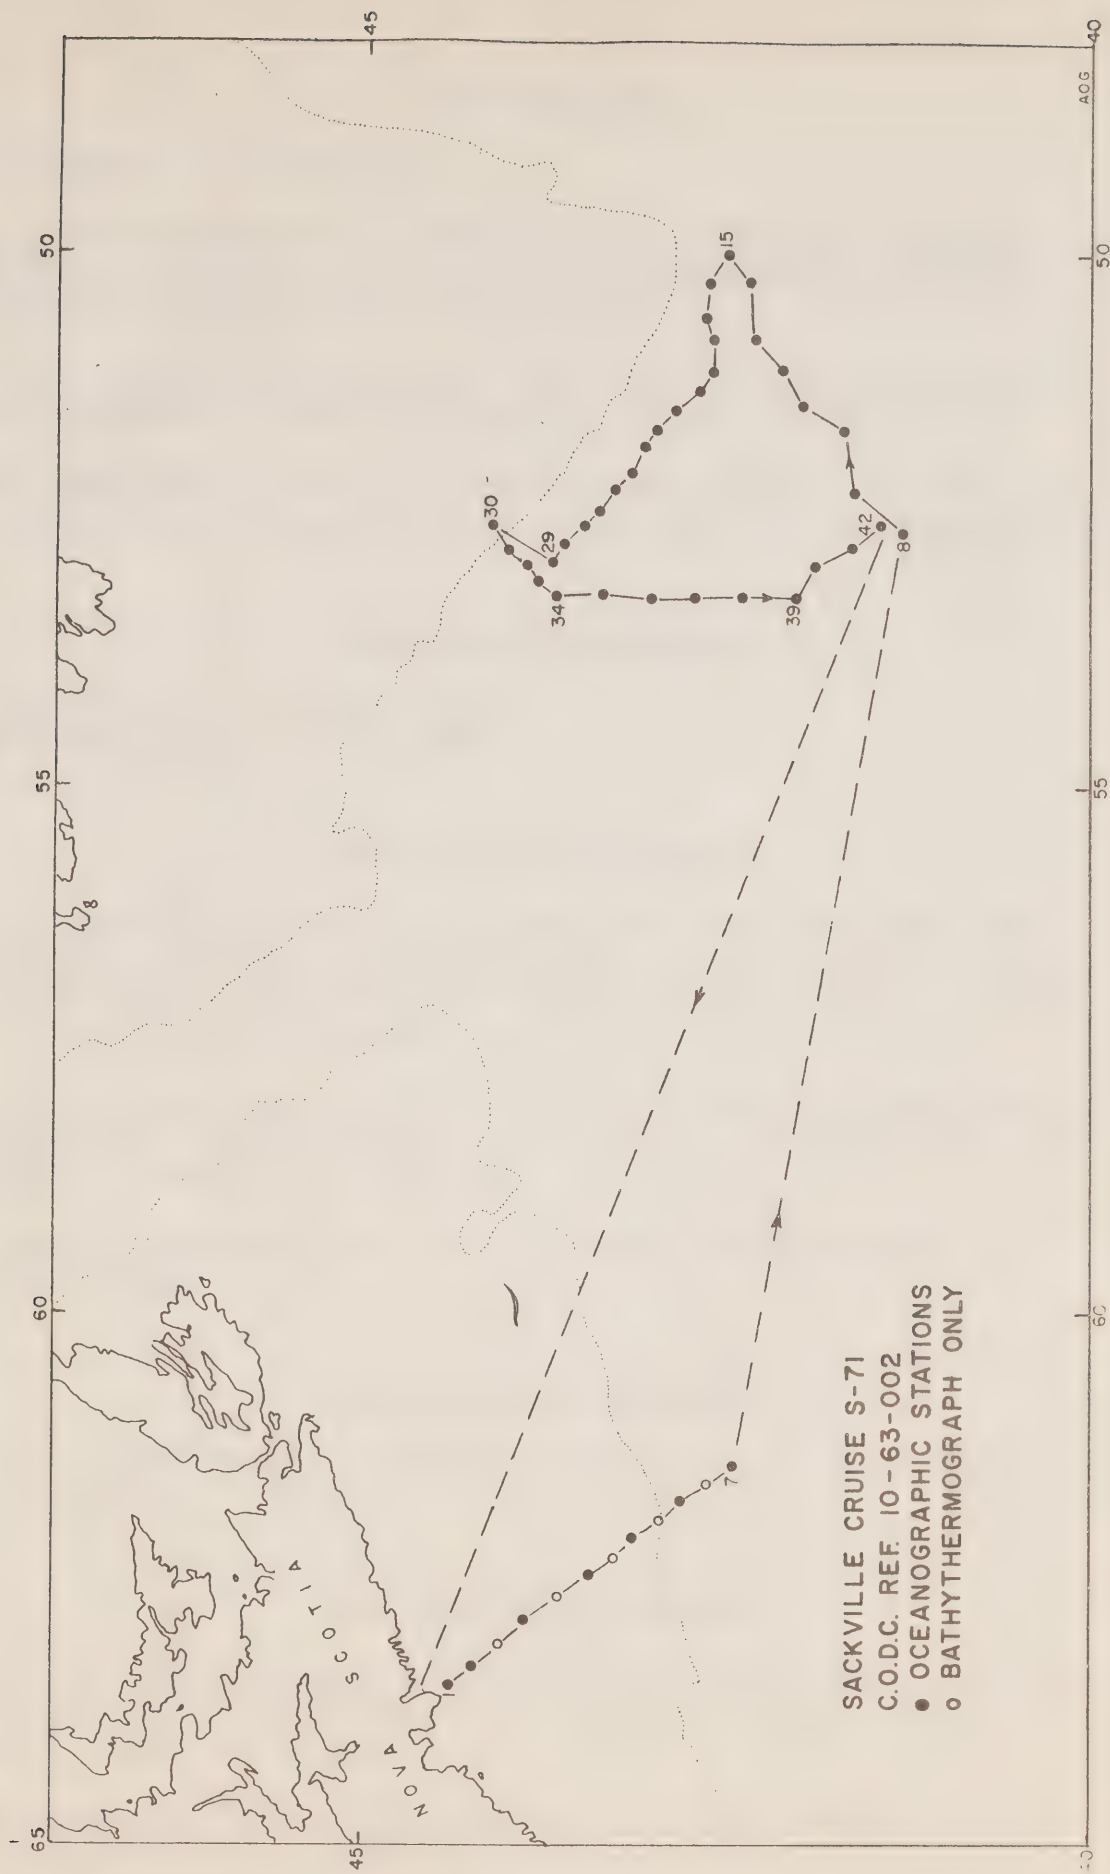 65
60
55
50
45
45
8
NOVA
SCOTIA
1
7
8
15
29
30
34
39
42
SACKVILLE CRUISE S-71
C.O.D.C. REF. 10-63-002
● OCEANOGRAPHIC STATIONS
○ BATHYTHERMOGRAPH ONLY
60
55
50
40
AOG